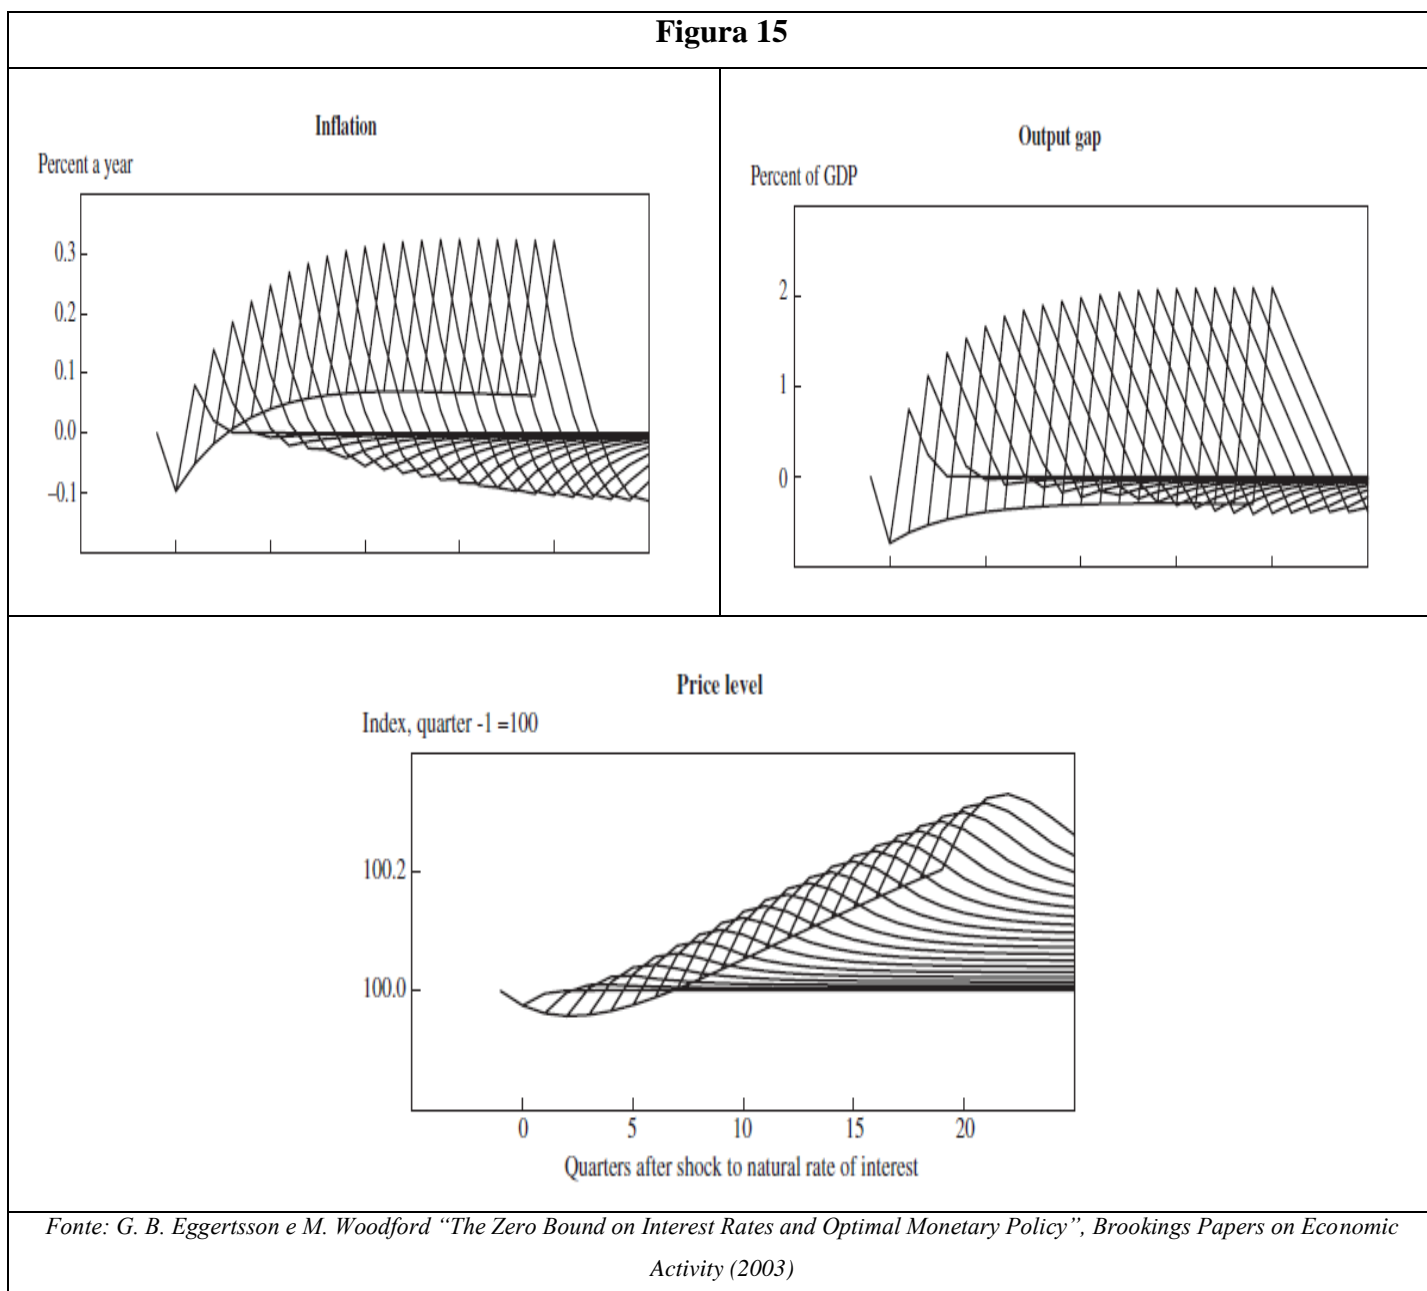 Figura 15
Inflation
Percent a year
0.3
0.2
0.1
0.0
–0.1
Output gap
Percent of GDP
2
1
0
Price level
Index, quarter -1 =100
100.2
100.0
0 5 10 15 20
Quarters after shock to natural rate of interest
Fonte: G. B. Eggertsson e M. Woodford “The Zero Bound on Interest Rates and Optimal Monetary Policy”, Brookings Papers on Economic
Activity (2003)